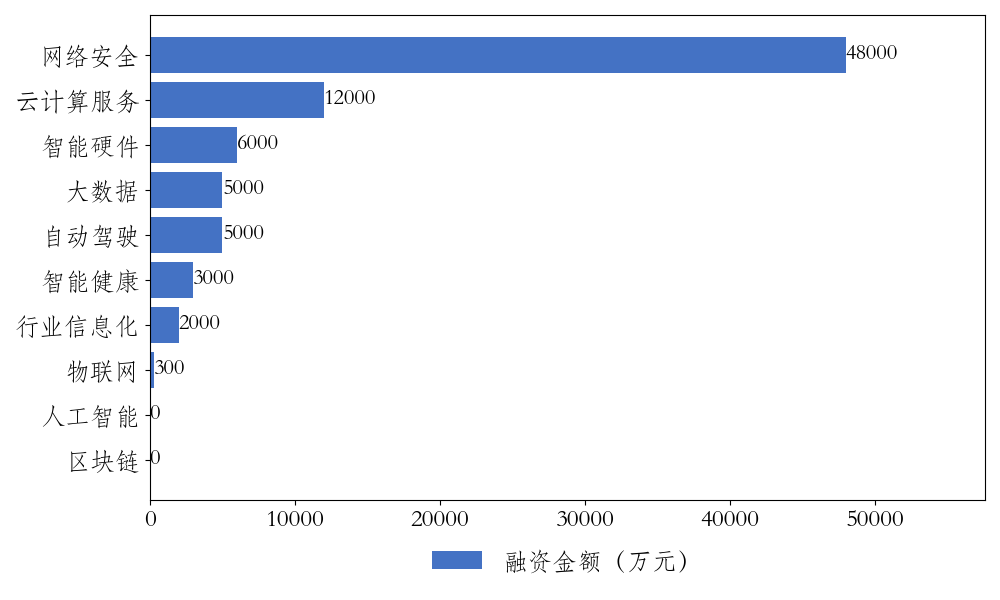 网络安全 48000
云计算服务 12000
智能硬件 6000
大数据 5000
自动驾驶 5000
智能健康 3000
行业信息化 2000
物联网 300
人工智能 0
区块链 0
0 10000 20000 30000 40000 50000
融资金额（万元）